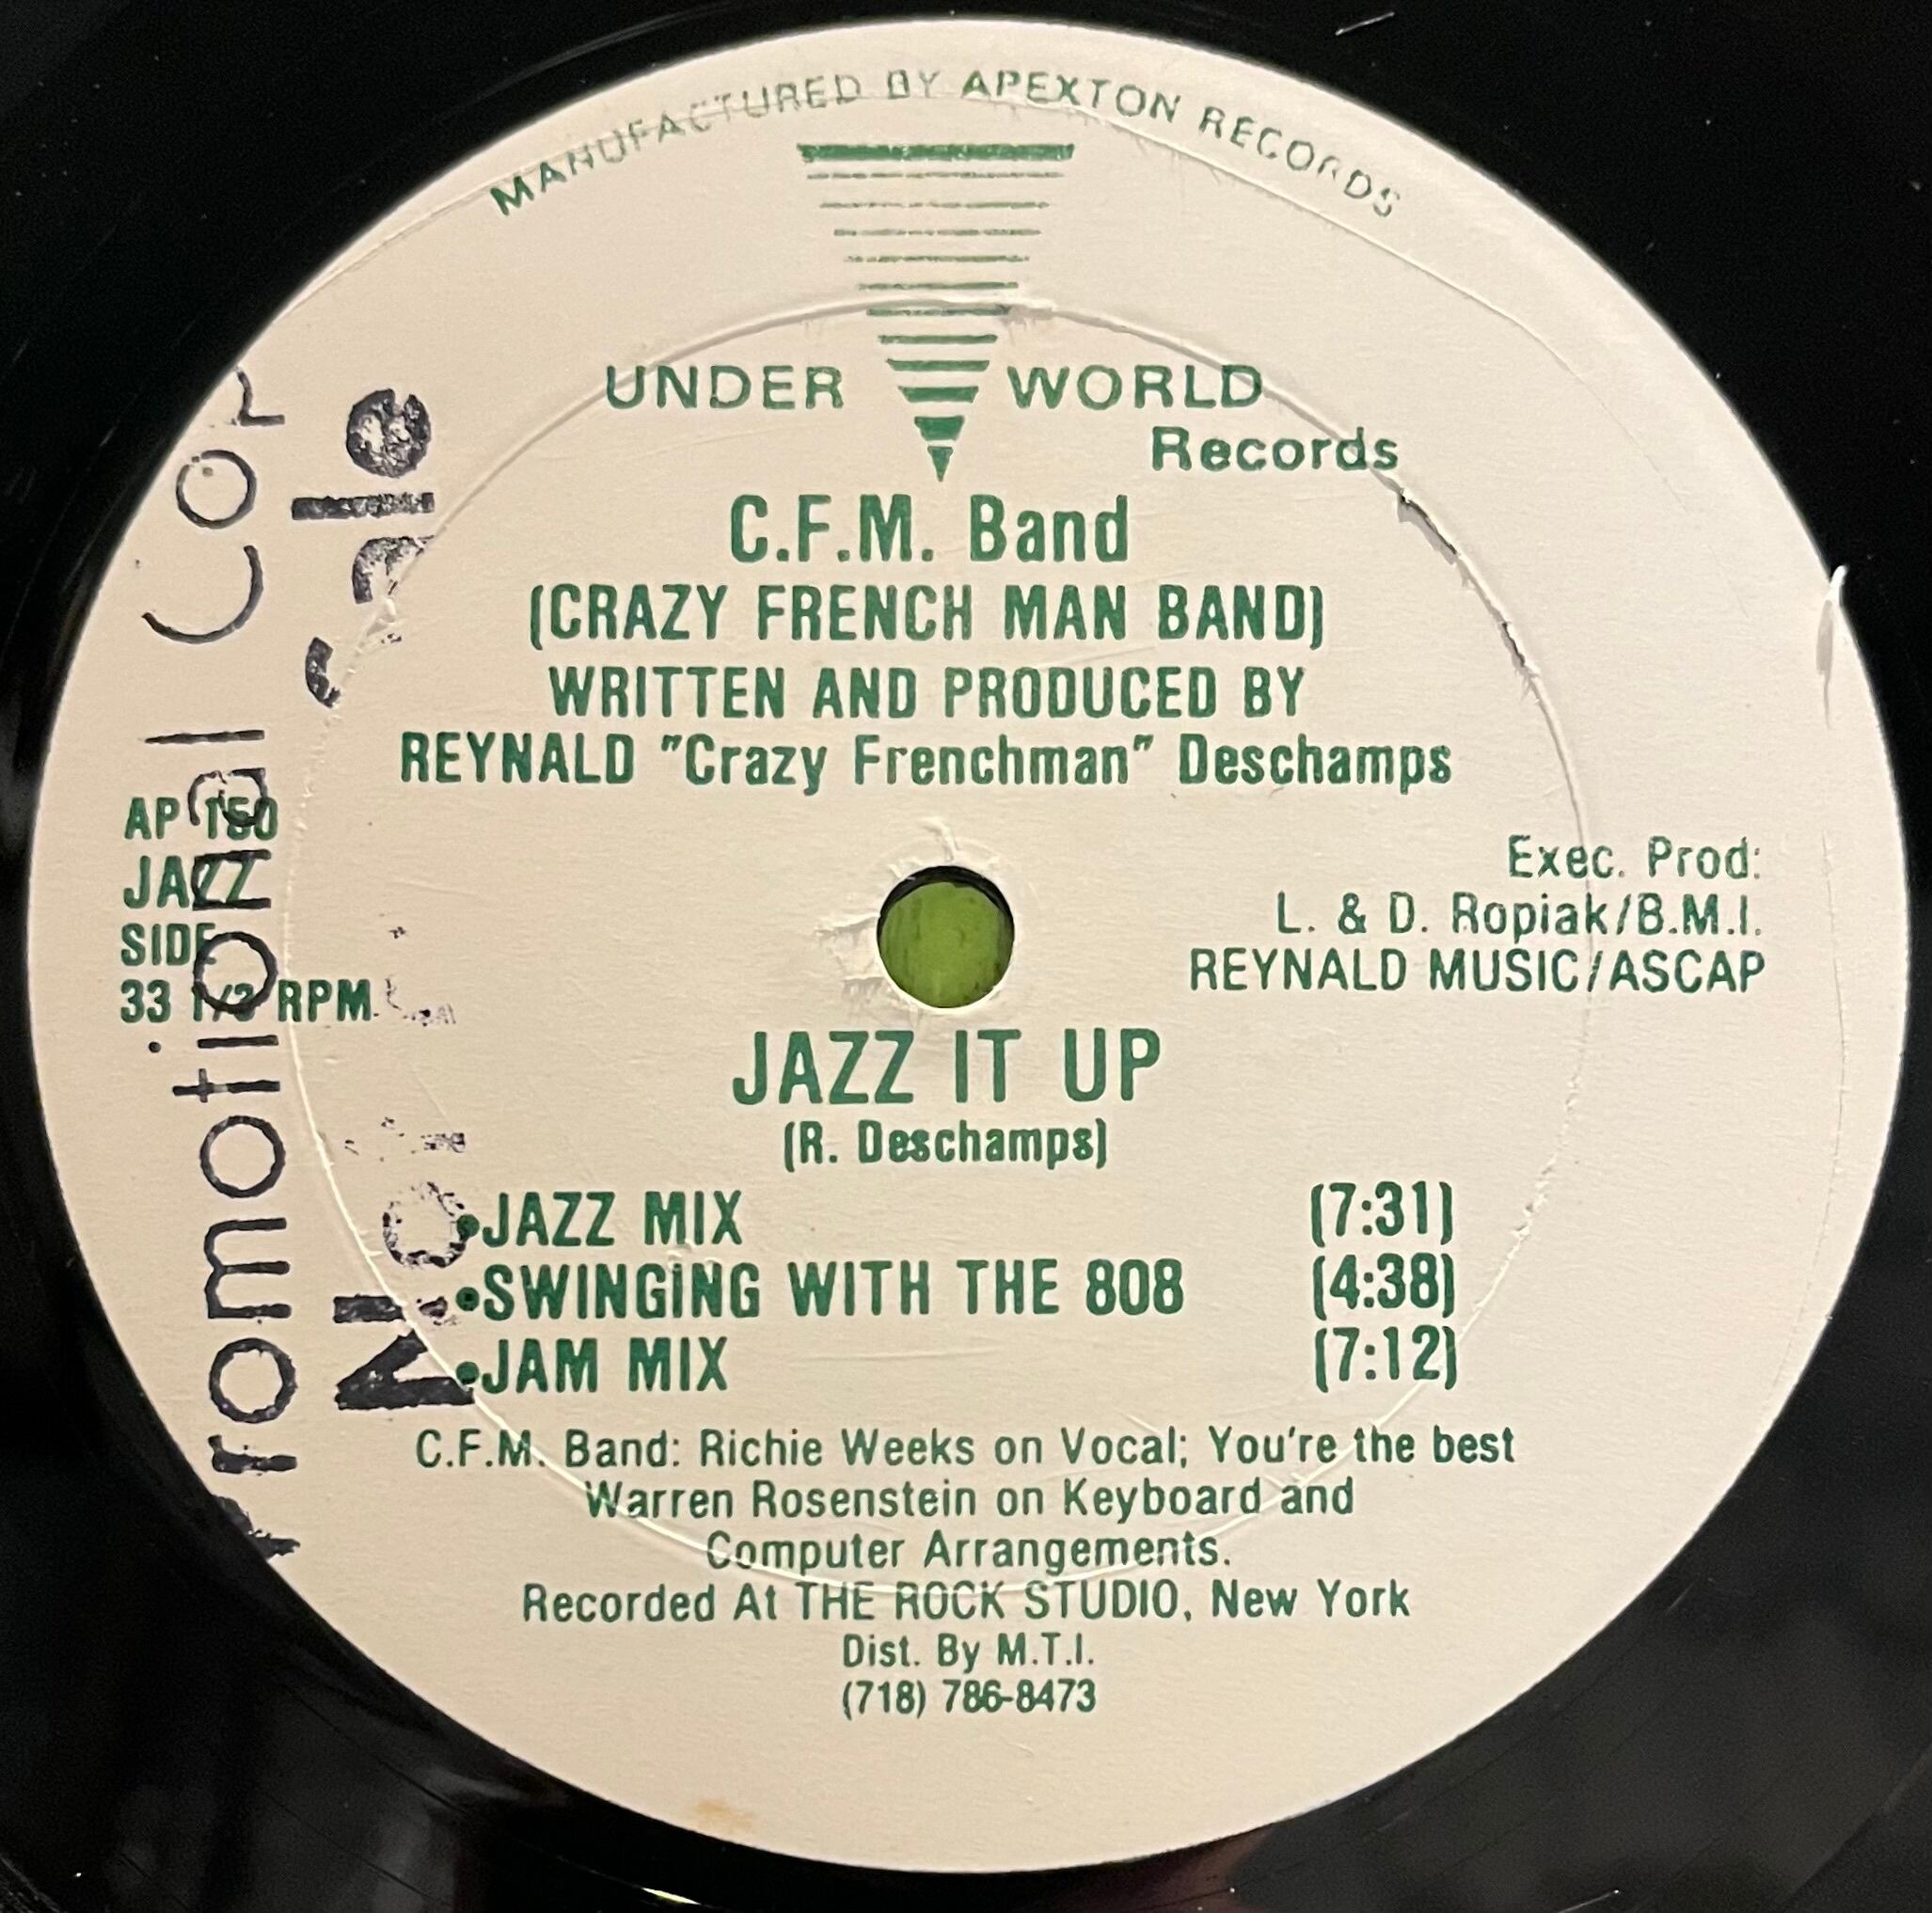 MANUFACTURED BY APEXTON RECORDS
UNDER WORLD
Records
C.F.M. Band
(CRAZY FRENCH MAN BAND)
WRITTEN AND PRODUCED BY
REYNALD "Crazy Frenchman" Deschamps
AP 150
JAZZ
SIDE
33 1/3 RPM
Exec. Prod:
L. & D. Ropiak/B.M.I.
REYNALD MUSIC/ASCAP
JAZZ IT UP
(R. Deschamps)
•JAZZ MIX (7:31)
•SWINGING WITH THE 808 (4:38)
•JAM MIX (7:12)
C.F.M. Band: Richie Weeks on Vocal; You're the best
Warren Rosenstein on Keyboard and
Computer Arrangements.
Recorded At THE ROCK STUDIO, New York
Dist. By M.T.I.
(718) 786-8473
Promotional Cop